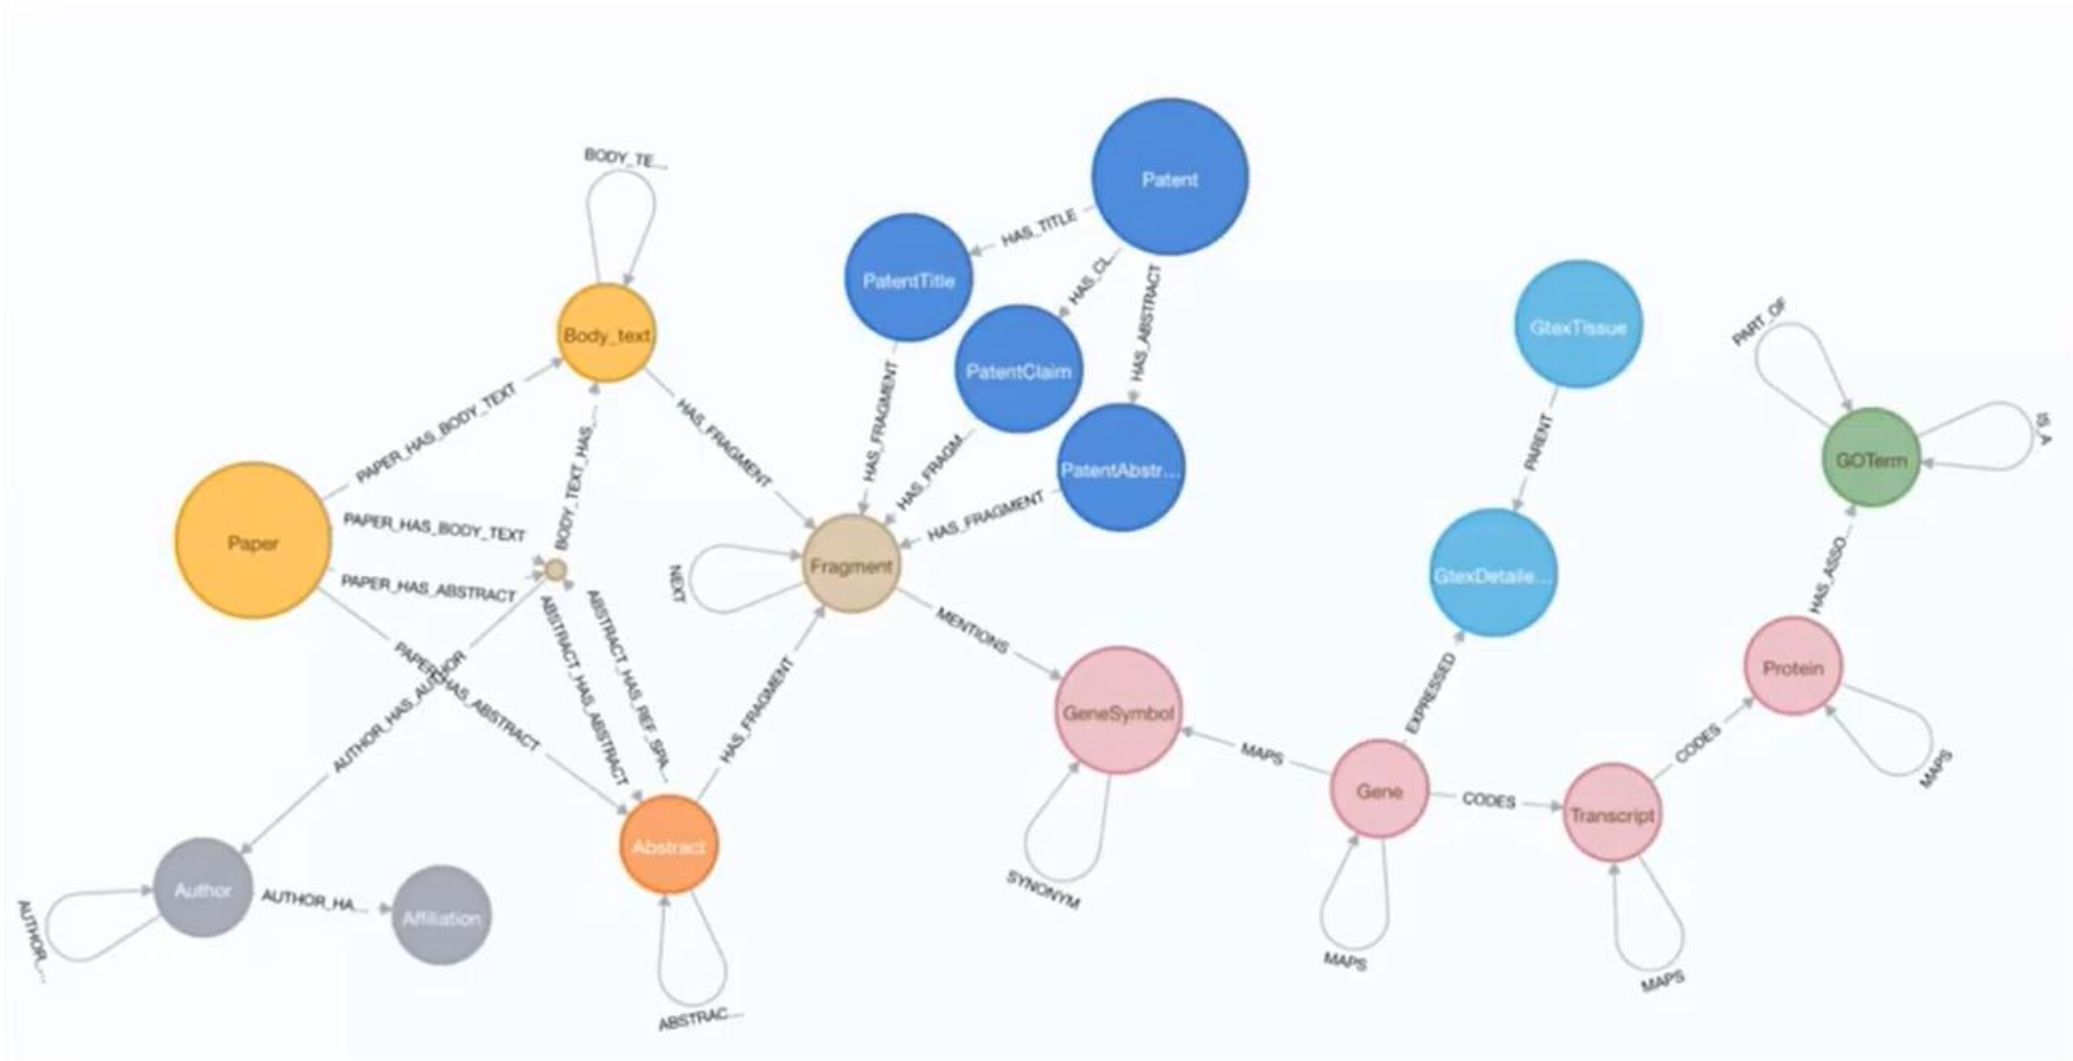 Patent
BODY_TE...
HAS_TITLE
PatentTitle
HAS_CL...
HAS_ABSTRACT
PatentClaim
GtexTissue
PART_OF
Body_text
PAPER_HAS_BODY_TEXT
HAS_FRAGMENT
HAS_FRAGMENT
HAS_FRAGM...
PatentAbstr...
HAS_FRAGMENT
PARENT
GOTerm
IS_A
BODY_TEXT_HAS_...
Paper
PAPER_HAS_BODY_TEXT
PAPER_HAS_ABSTRACT
Fragment
NEXT
GtexDetaile...
HAS_ASSO...
MENTIONS
PAPER_HAS_ABSTRACT
AUTHOR_HAS_AUTHOR
ABSTRACT_HAS_ABSTRACT
ABSTRACT_HAS_REF_SPA...
HAS_FRAGMENT
GeneSymbol
EXPRESSED
Protein
MAPS
CODES
MAPS
Gene
CODES
Transcript
Abstract
SYNONYM
Author
AUTHOR_HA...
Affiliation
AUTHOR_...
MAPS
MAPS
ABSTRAC...